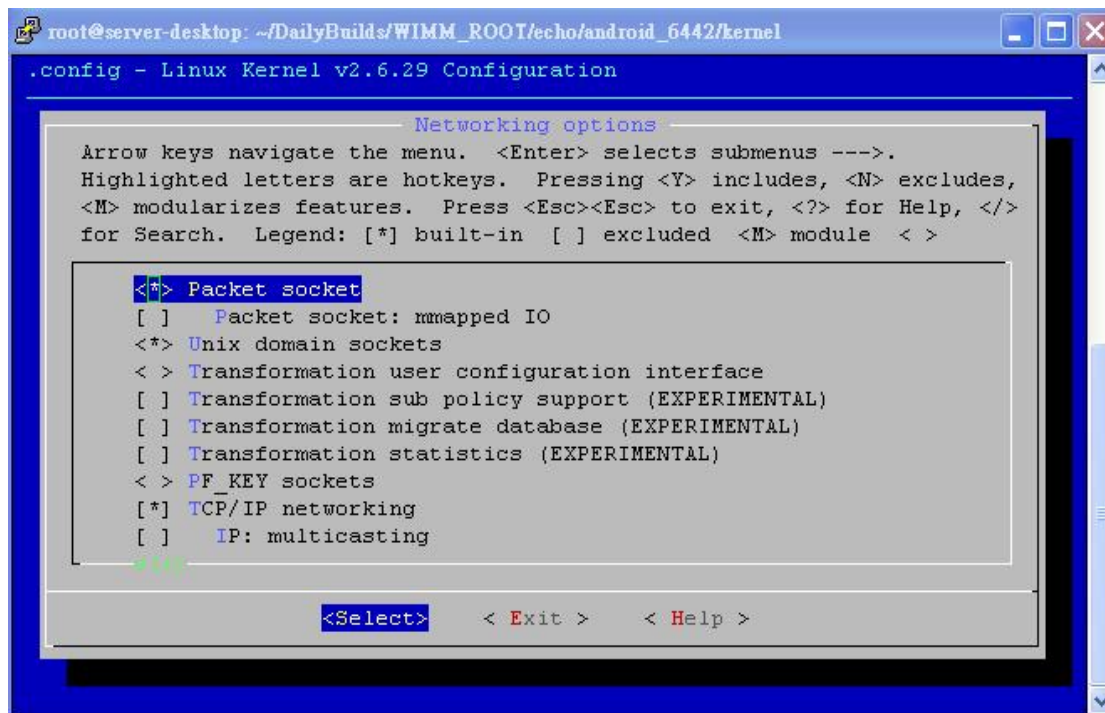 root@server-desktop: ~/DailyBuilds/WIMM_ROOT/echo/android_6442/kernel
.config - Linux Kernel v2.6.29 Configuration
Networking options
Arrow keys navigate the menu.  <Enter> selects submenus --->.
Highlighted letters are hotkeys.  Pressing <Y> includes, <N> excludes,
<M> modularizes features.  Press <Esc><Esc> to exit, <?> for Help, </>
for Search.  Legend: [*] built-in  [ ] excluded  <M> module  < >
<*> Packet socket
[ ]   Packet socket: mmapped IO
<*> Unix domain sockets
< > Transformation user configuration interface
[ ] Transformation sub policy support (EXPERIMENTAL)
[ ] Transformation migrate database (EXPERIMENTAL)
[ ] Transformation statistics (EXPERIMENTAL)
< > PF_KEY sockets
[*] TCP/IP networking
[ ]   IP: multicasting
<Select>    < Exit >    < Help >